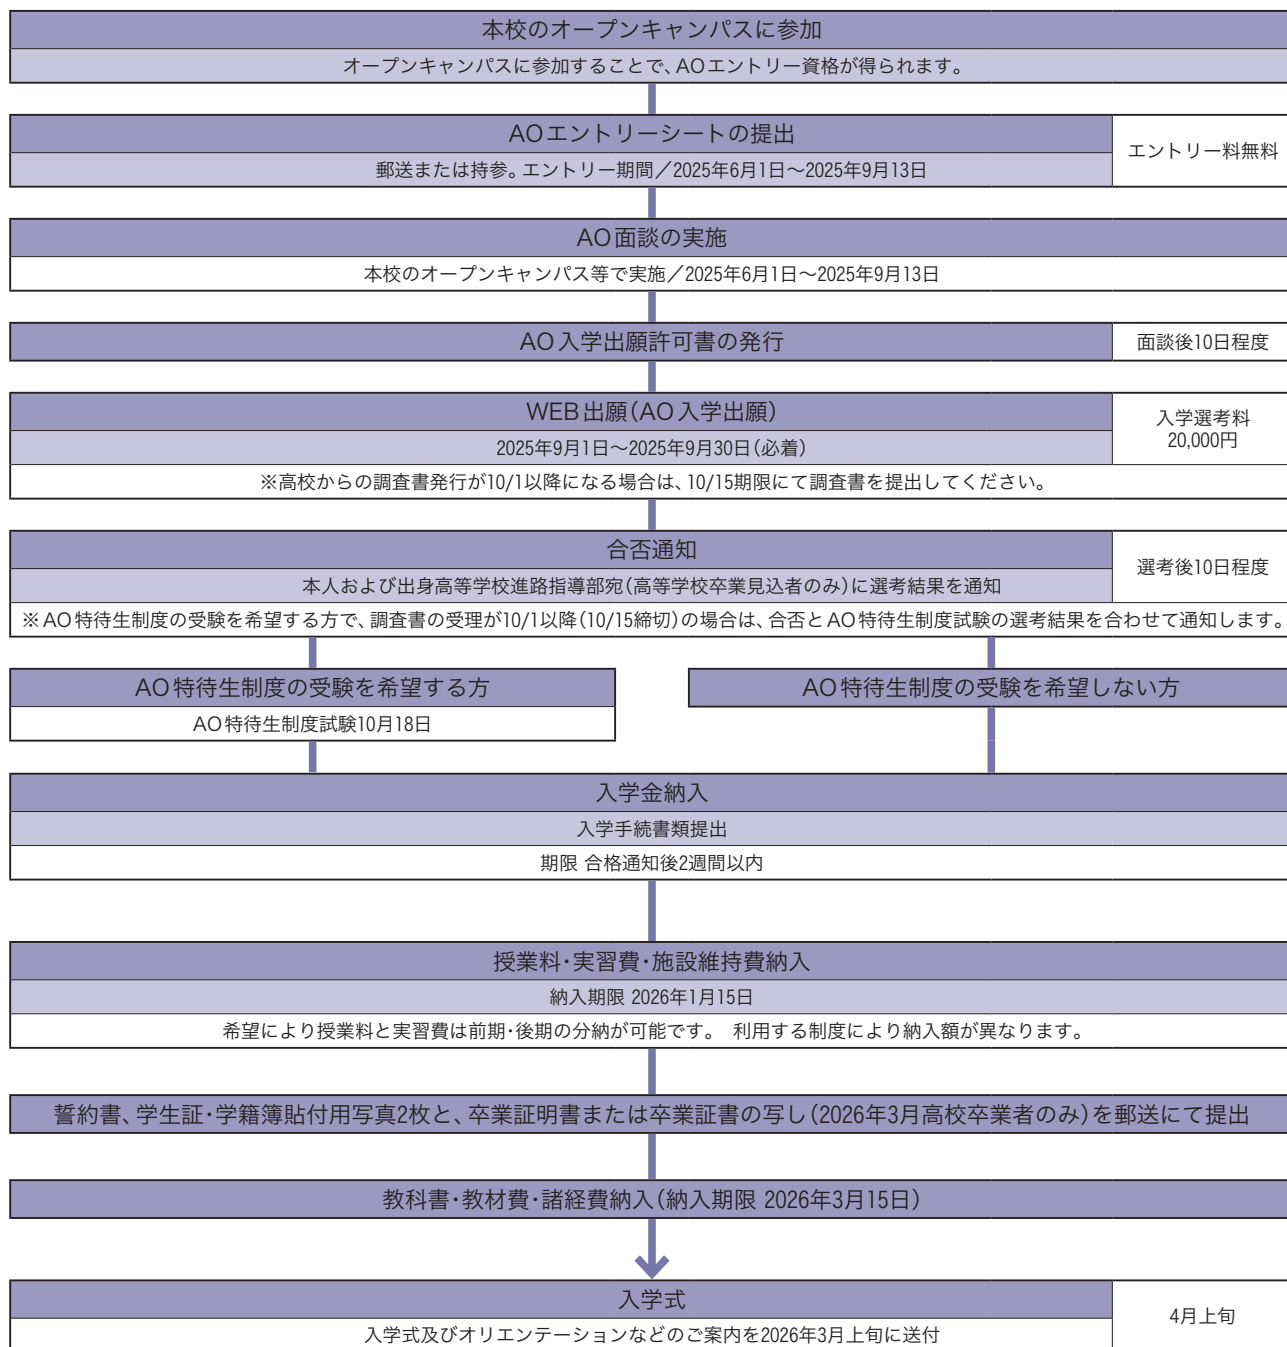 本校のオープンキャンパスに参加
オープンキャンパスに参加することで、AOエントリー資格が得られます。
AOエントリーシートの提出
郵送または持参。エントリー期間／2025年6月1日～2025年9月13日
エントリー料無料
AO面談の実施
本校のオープンキャンパス等で実施／2025年6月1日～2025年9月13日
AO入学出願許可書の発行
面談後10日程度
WEB出願（AO入学出願）
2025年9月1日～2025年9月30日（必着）
入学選考料
20,000円
※高校からの調査書発行が10/1以降になる場合は、10/15期限にて調査書を提出してください。
合否通知
本人および出身高等学校進路指導部宛（高等学校卒業見込者のみ）に選考結果を通知
選考後10日程度
※AO特待生制度の受験を希望する方で、調査書の受理が10/1以降（10/15締切）の場合は、合否とAO特待生制度試験の選考結果を合わせて通知します。
AO特待生制度の受験を希望する方
AO特待生制度試験10月18日
AO特待生制度の受験を希望しない方
入学金納入
入学手続書類提出
期限 合格通知後2週間以内
授業料・実習費・施設維持費納入
納入期限 2026年1月15日
希望により授業料と実習費は前期・後期の分納が可能です。 利用する制度により納入額が異なります。
誓約書、学生証・学籍簿貼付用写真2枚と、卒業証明書または卒業証書の写し（2026年3月高校卒業者のみ）を郵送にて提出
教科書・教材費・諸経費納入（納入期限 2026年3月15日）
入学式
入学式及びオリエンテーションなどのご案内を2026年3月上旬に送付
4月上旬